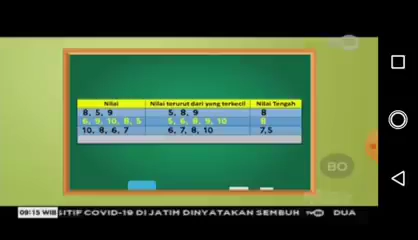 Nilai Nilai terurut dari yang terkecil Nilai Tengah
8, 5, 9 5, 8, 9 8
6, 9, 10, 8, 5 5, 6, 8, 9, 10 8
10, 8, 6, 7 6, 7, 8, 10 7,5
BO
09:15 WIB SITIF COVID-19 DI JATIM DINYATAKAN SEMBUH DUA